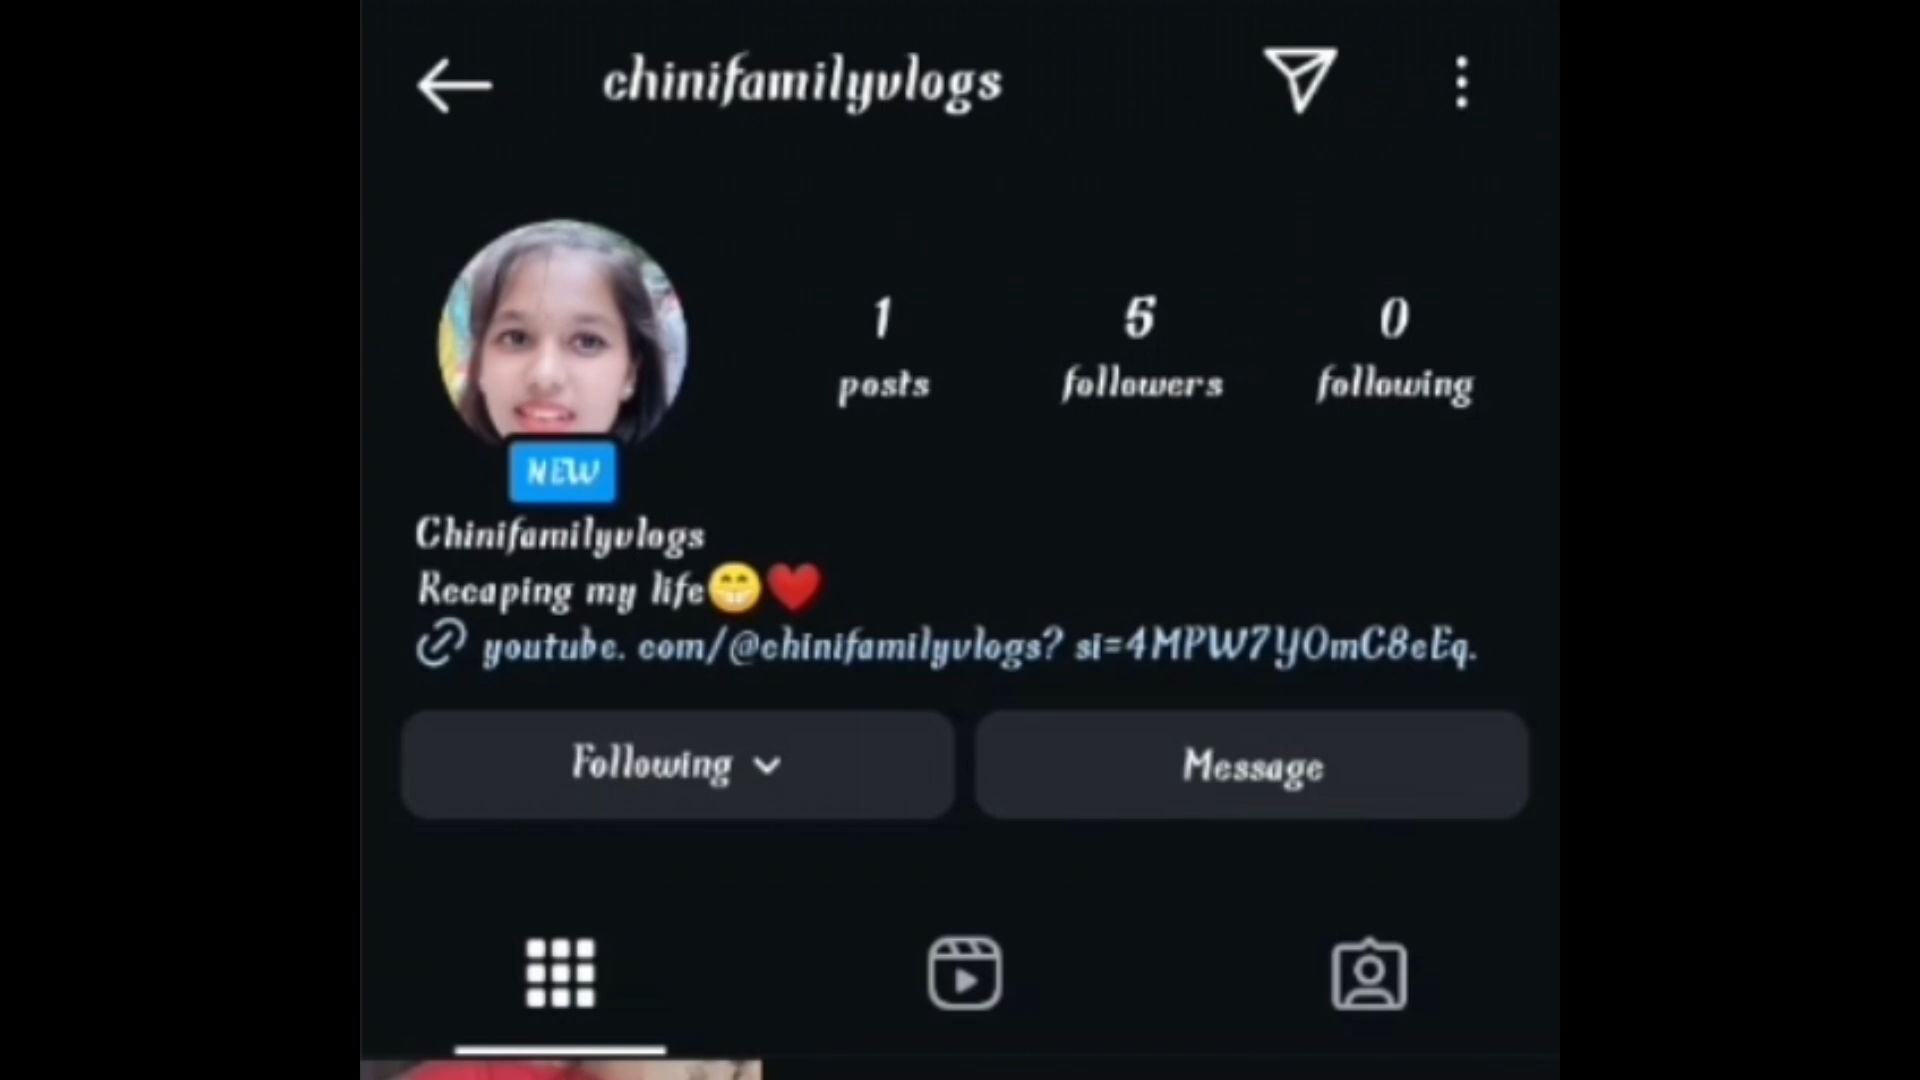 chinifamilyvlogs
1 5 0
posts followers following
NEW
Chinifamilyvlogs
Recaping my life😁❤️
youtube. com/@chinifamilyvlogs? si=4MPW7YOmC8eEq.
Following
Message